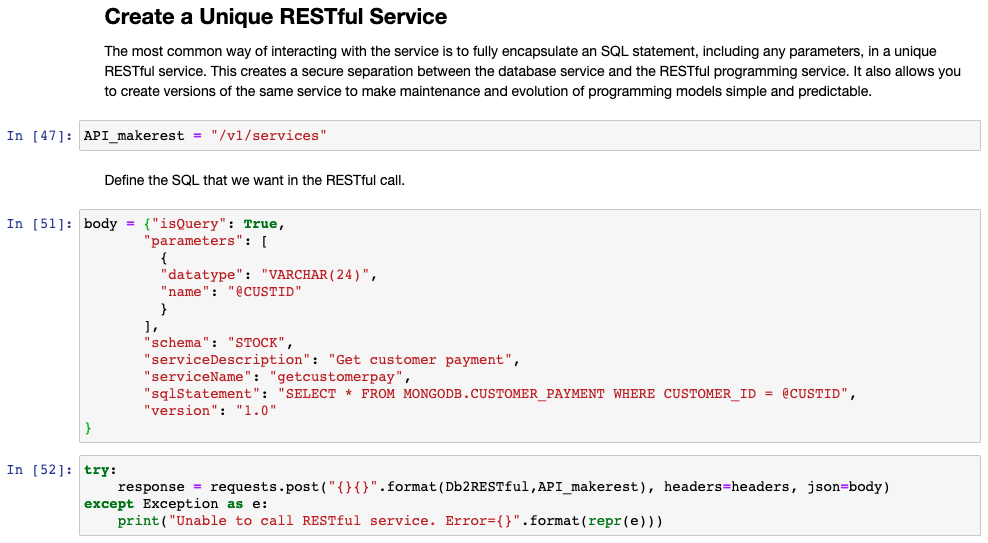 Create a Unique RESTful Service
The most common way of interacting with the service is to fully encapsulate an SQL statement, including any parameters, in a unique
RESTful service. This creates a secure separation between the database service and the RESTful programming service. It also allows you
to create versions of the same service to make maintenance and evolution of programming models simple and predictable.
In [47]: API_makerest = "/v1/services"
Define the SQL that we want in the RESTful call.
In [51]: body = {"isQuery": True,
"parameters": [
{
"datatype": "VARCHAR(24)",
"name": "@CUSTID"
}
],
"schema": "STOCK",
"serviceDescription": "Get customer payment",
"serviceName": "getcustomerpay",
"sqlStatement": "SELECT * FROM MONGODB.CUSTOMER_PAYMENT WHERE CUSTOMER_ID = @CUSTID",
"version": "1.0"
}
In [52]: try:
response = requests.post("{}{}".format(Db2RESTful,API_makerest), headers=headers, json=body)
except Exception as e:
print("Unable to call RESTful service. Error={}".format(repr(e)))